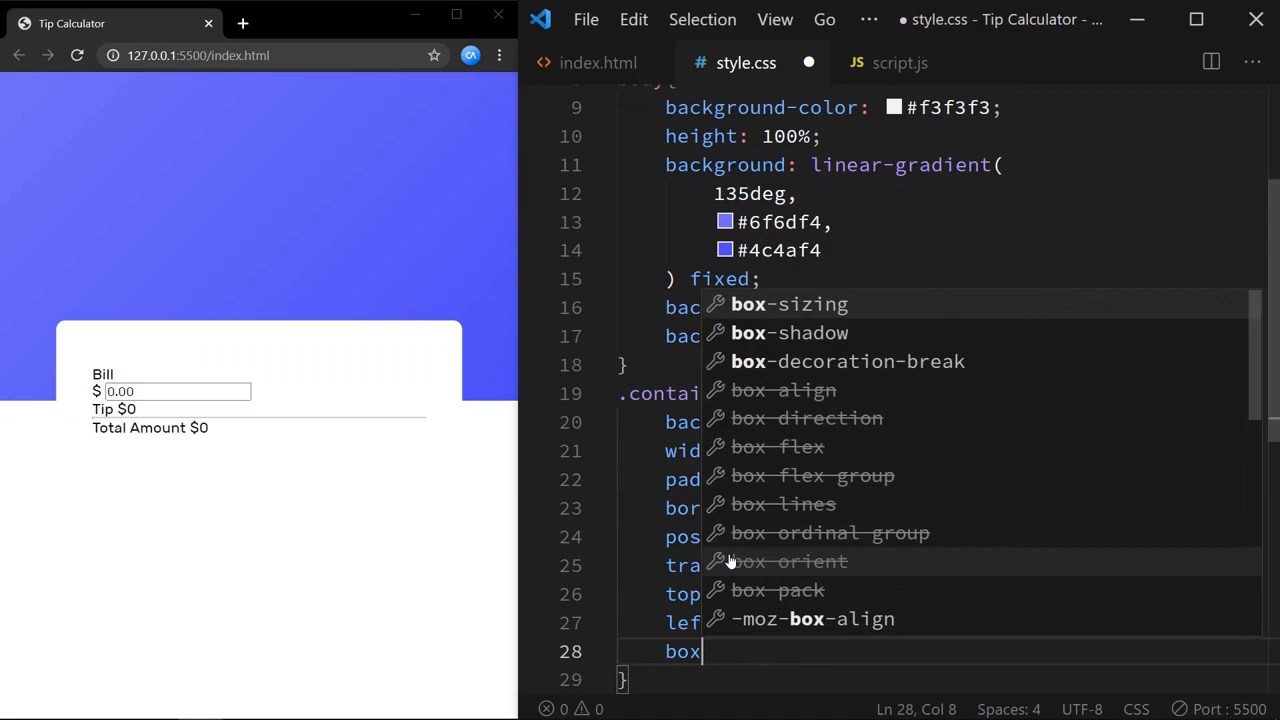 Tip Calculator
127.0.0.1:5500/index.html
CA
Bill
$ 0.00
Tip $0
Total Amount $0
File Edit Selection View Go ··· ● style.css - Tip Calculator - ...
<> index.html
# style.css ●
JS script.js
9 background-color: #f3f3f3;
10 height: 100%;
11 background: linear-gradient(
12 135deg,
13 #6f6df4,
14 #4c4af4
15 ) fixed;
16 bac
17 bac
18 }
19 .contai
20 bac
21 wid
22 pad
23 bor
24 pos
25 tra
26 top
27 lef
28 box
29 }
box-sizing
box-shadow
box-decoration-break
box-align
box-direction
box-flex
box-flex-group
box-lines
box-ordinal-group
box-orient
box-pack
-moz-box-align
0 0 Ln 28, Col 8 Spaces: 4 UTF-8 CSS Port : 5500